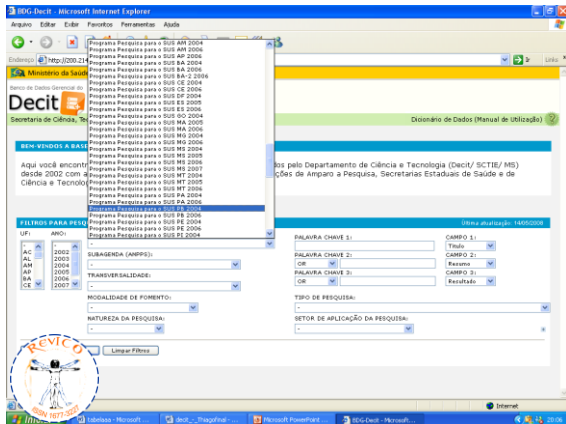 BDG-Decit - Microsoft Internet Explorer
Arquivo Editar Exibir Favoritos Ferramentas Ajuda
Endereço http://200.214
Ir Links
Programa Pesquisa para o SUS AM 2004
Programa Pesquisa para o SUS AM 2006
Programa Pesquisa para o SUS AP 2006
Programa Pesquisa para o SUS BA 2004
Programa Pesquisa para o SUS BA 2006
Programa Pesquisa para o SUS BA-2 2006
Programa Pesquisa para o SUS CE 2004
Programa Pesquisa para o SUS CE 2006
Programa Pesquisa para o SUS DF 2004
Programa Pesquisa para o SUS ES 2005
Programa Pesquisa para o SUS ES 2006
Programa Pesquisa para o SUS GO 2004
Programa Pesquisa para o SUS MA 2005
Programa Pesquisa para o SUS MA 2006
Programa Pesquisa para o SUS MG 2004
Programa Pesquisa para o SUS MG 2006
Programa Pesquisa para o SUS MS 2005
Programa Pesquisa para o SUS MS 2006
Programa Pesquisa para o SUS MS 2007
Programa Pesquisa para o SUS MT 2004
Programa Pesquisa para o SUS MT 2005
Programa Pesquisa para o SUS MT 2006
Programa Pesquisa para o SUS PA 2004
Programa Pesquisa para o SUS PA 2006
Programa Pesquisa para o SUS PB 2004
Programa Pesquisa para o SUS PB 2006
Programa Pesquisa para o SUS PE 2004
Programa Pesquisa para o SUS PE 2006
Programa Pesquisa para o SUS PI 2004
Ministério da Saúde
Banco de Dados Gerencial do
Decit
Secretaria de Ciência, Te
Dicionário de Dados (Manual de Utilização)
BEM-VINDOS A BASE
Aqui você encont
dos pelo Departamento de Ciência e Tecnologia (Decit/ SCTIE/ MS)
desde 2002 com a
ções de Amparo a Pesquisa, Secretarias Estaduais de Saúde e de
Ciência e Tecnolo
FILTROS PARA PESQ
Última atualização: 14/05/2008
UF: ANO:
AC 2002
AL 2003
AM 2004
AP 2005
BA 2006
CE 2007
SUBAGENDA (AMPPS):
TRANSVERSALIDADE:
MODALIDADE DE FOMENTO:
NATUREZA DA PESQUISA:
PALAVRA CHAVE 1: CAMPO 1:
Título
PALAVRA CHAVE 2: CAMPO 2:
OR Resumo
PALAVRA CHAVE 3: CAMPO 3:
OR Resultado
TIPO DE PESQUISA:
SETOR DE APLICAÇÃO DA PESQUISA:
Limpar Filtros
REVICO
ISSN 1677-3227
Internet
tabelasa - Microsoft ...
decit_-_Thiagofinal - ...
Microsoft PowerPoint ...
BDG-Decit - Microsoft...
20:06